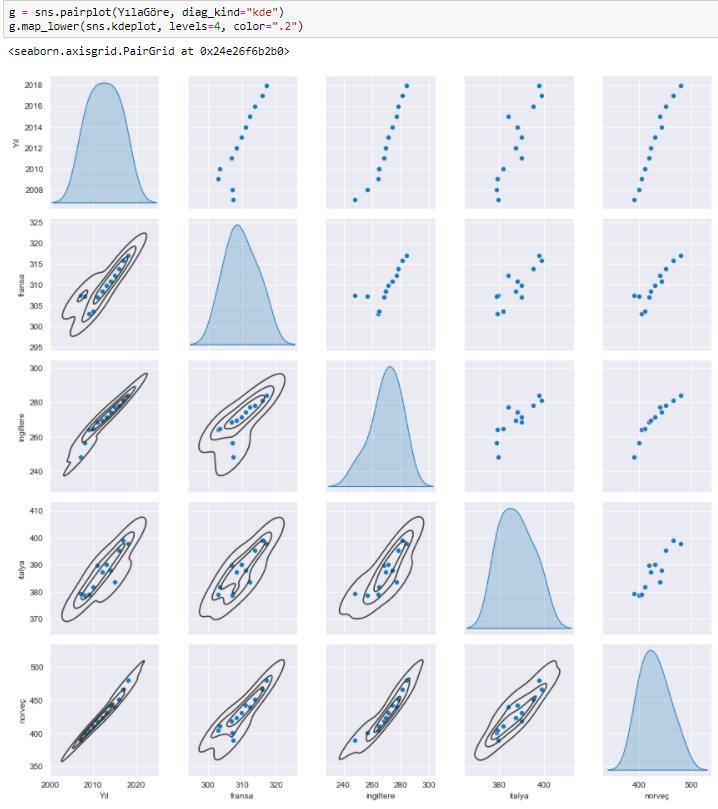 g = sns.pairplot(YılaGöre, diag_kind="kde")
g.map_lower(sns.kdeplot, levels=4, color=".2")
<seaborn.axisgrid.PairGrid at 0x24e26f6b2b0>
2018
2016
2014
2012
2010
2008
Yıl
325
320
315
310
305
300
295
fransa
300
280
260
240
ingiltere
410
400
390
380
370
italya
500
450
400
350
norveç
2000 2010 2020
300 320
240 260 280 300
380 400
400 500
Yıl fransa ingiltere italya norveç